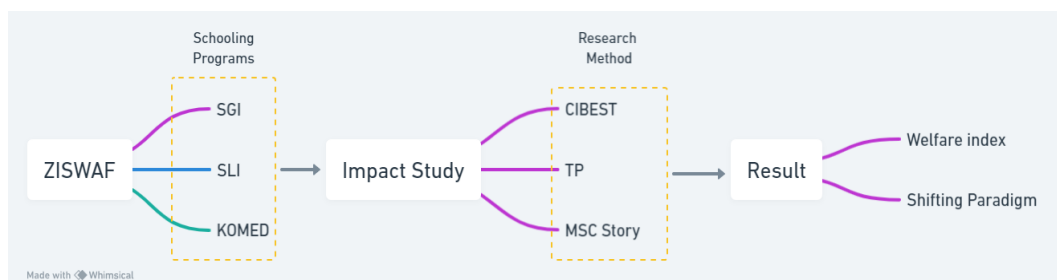 Schooling
Programs
Research
Method
SGI
CIBEST
Welfare index
ZISWAF
SLI
Impact Study
TP
Result
Shifting Paradigm
KOMED
MSC Story
Made with Whimsical